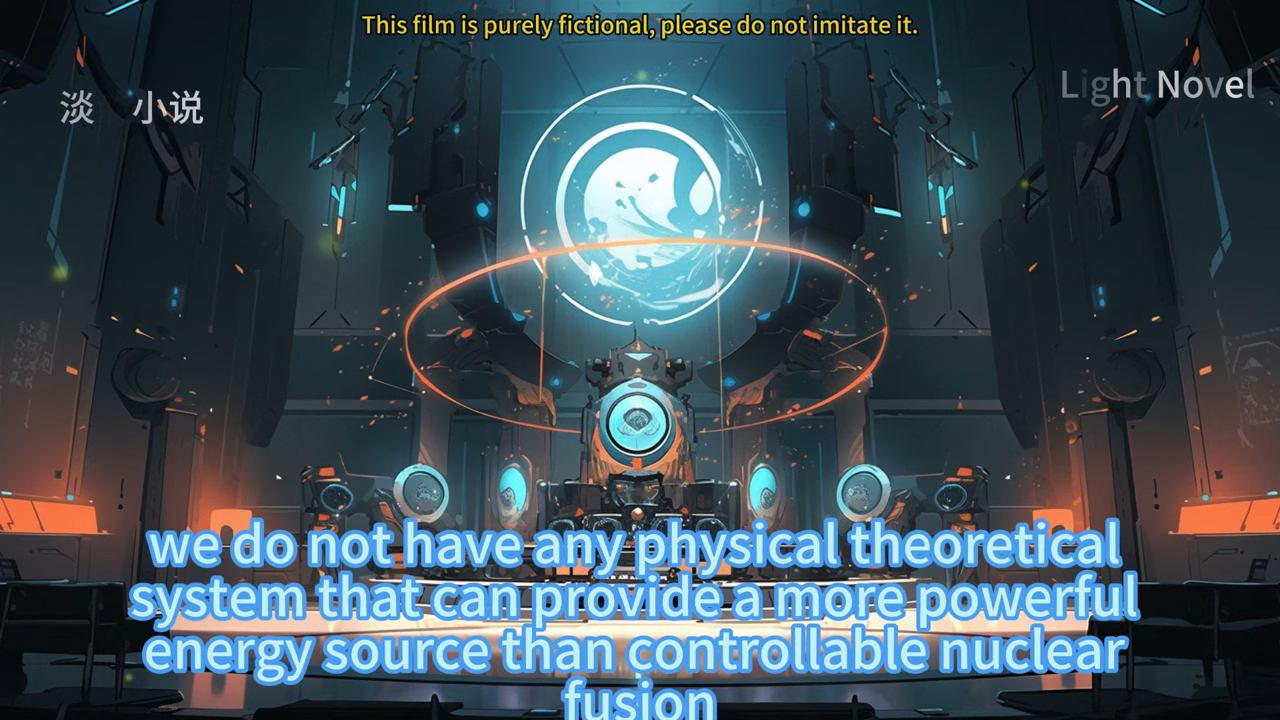 This film is purely fictional, please do not imitate it.
淡 小说
Light Novel
we do not have any physical theoretical
system that can provide a more powerful
energy source than controllable nuclear
fusion